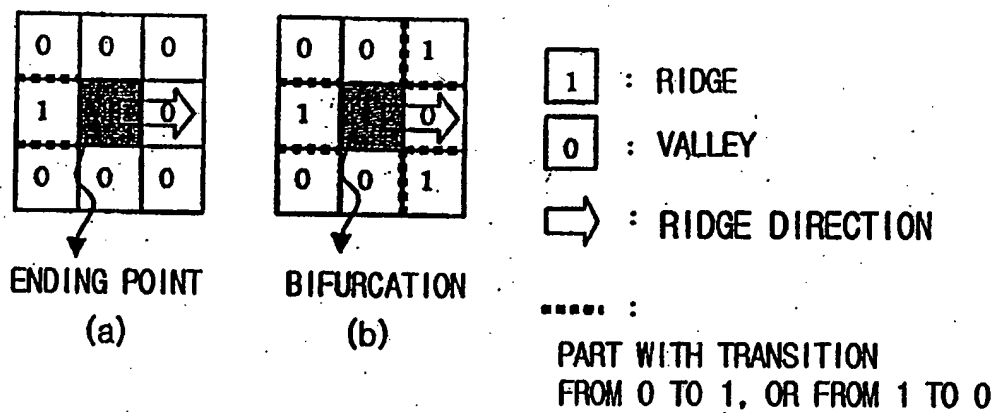 0 0 0
1 0
0 0 0
ENDING POINT
(a)
0 0 1
1 0
0 0 1
BIFURCATION
(b)
1 : RIDGE
0 : VALLEY
: RIDGE DIRECTION
:
PART WITH TRANSITION
FROM 0 TO 1, OR FROM 1 TO 0